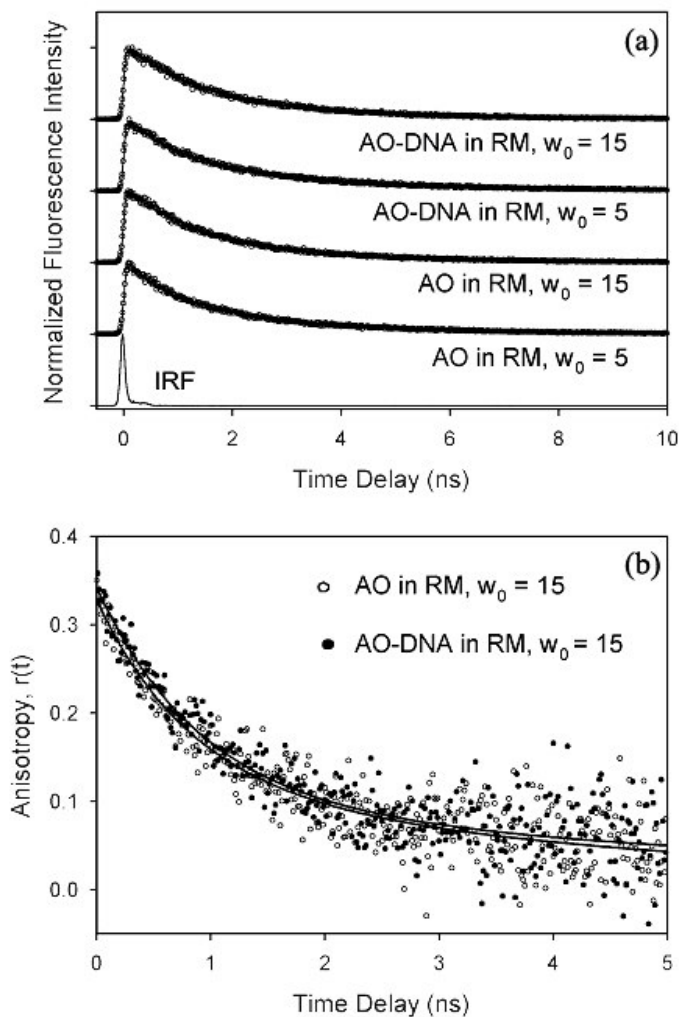 (a)
Normalized Fluorescence Intensity
AO-DNA in RM, w₀ = 15
AO-DNA in RM, w₀ = 5
AO in RM, w₀ = 15
AO in RM, w₀ = 5
IRF
0 2 4 6 8 10
Time Delay (ns)
(b)
Anisotropy, r(t)
0.4
AO in RM, w₀ = 15
0.3
AO-DNA in RM, w₀ = 15
0.2
0.1
0.0
0 1 2 3 4 5
Time Delay (ns)